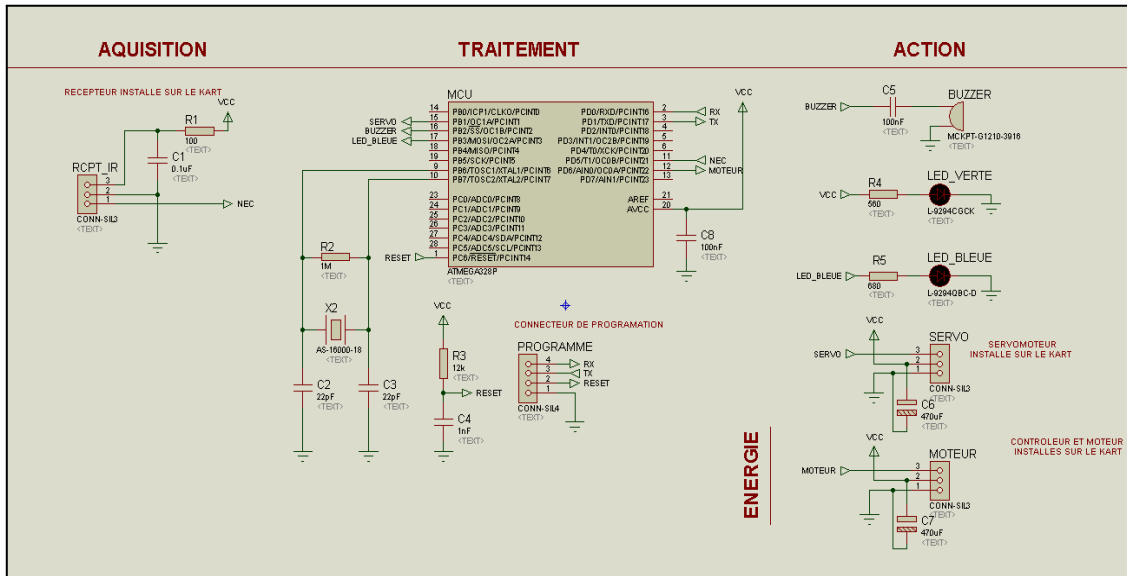 AQUISITION
TRAITEMENT
ACTION
RECEPTEUR INSTALLE SUR LE KART
VCC
R1
100
<TEXT>
C1
0.1uF
<TEXT>
RCPT_IR
3
2
1
CONN-SIL3
<TEXT>
NEC
MCU
14 PB0/ICP1/CLKO/PCINT0
SERVO 15 PB1/OC1A/PCINT1
BUZZER 16 PB2/SS/OC1B/PCINT2
LED_BLEUE 17 PB3/MOSI/OC2A/PCINT3
18 PB4/MISO/PCINT4
19 PB5/SCK/PCINT5
9 PB6/TOSC1/XTAL1/PCINT6
10 PB7/TOSC2/XTAL2/PCINT7
23 PC0/ADC0/PCINT8
24 PC1/ADC1/PCINT9
25 PC2/ADC2/PCINT10
26 PC3/ADC3/PCINT11
27 PC4/ADC4/SDA/PCINT12
28 PC5/ADC5/SCL/PCINT13
RESET 1 PC6/RESET/PCINT14
PD0/RXD/PCINT16 2 RX
PD1/TXD/PCINT17 3 TX
PD2/INT0/PCINT18 4
PD3/INT1/OC2B/PCINT19 5
PD4/T0/XCK/PCINT20 6
PD5/T1/OC0B/PCINT21 11 NEC
PD6/AIN0/OC0A/PCINT22 12 MOTEUR
PD7/AIN1/PCINT23 13
AREF 21
AVCC 20
ATMEGA328P
<TEXT>
VCC
C8
100nF
<TEXT>
R2
1M
<TEXT>
X2
AS-16000-18
<TEXT>
C2
22pF
<TEXT>
C3
22pF
<TEXT>
VCC
R3
12k
<TEXT>
RESET
C4
1nF
<TEXT>
CONNECTEUR DE PROGRAMATION
PROGRAMME
4 RX
3 TX
2 RESET
1
CONN-SIL4
<TEXT>
BUZZER
C5
100nF
<TEXT>
BUZZER
MCKPT-G1210-3916
<TEXT>
VCC
R4
560
<TEXT>
LED_VERTE
L-9294CGCK
<TEXT>
LED_BLEUE
R5
680
<TEXT>
LED_BLEUE
L-9294QBC-D
<TEXT>
VCC
SERVO
SERVO
3
2
1
CONN-SIL3
<TEXT>
SERVOMOTEUR
INSTALLE SUR LE KART
C6
470uF
<TEXT>
ENERGIE
VCC
MOTEUR
MOTEUR
3
2
1
CONN-SIL3
<TEXT>
CONTROLEUR ET MOTEUR
INSTALLES SUR LE KART
C7
470uF
<TEXT>